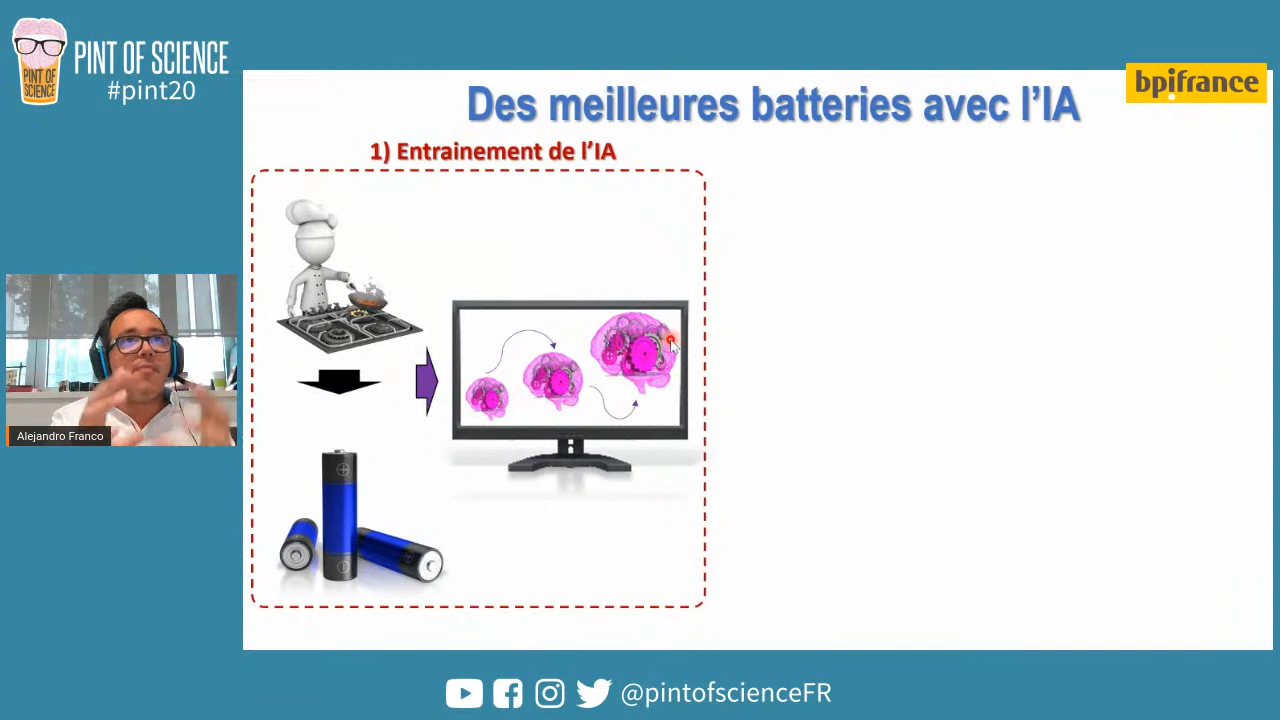 PINT OF SCIENCE
#pint20
PINT OF
SCIENCE
bpifrance
Des meilleures batteries avec l'IA
1) Entrainement de l'IA
Alejandro Franco
@pintofscienceFR